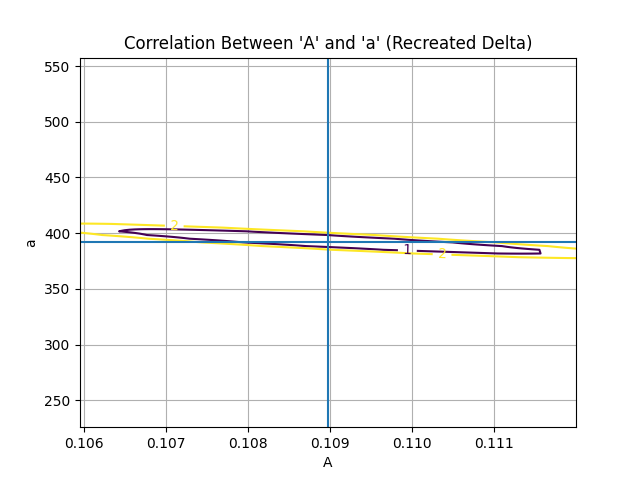 Correlation Between 'A' and 'a' (Recreated Delta)
550
500
450
400
350
300
250
a
2
1
2
0.106 0.107 0.108 0.109 0.110 0.111
A